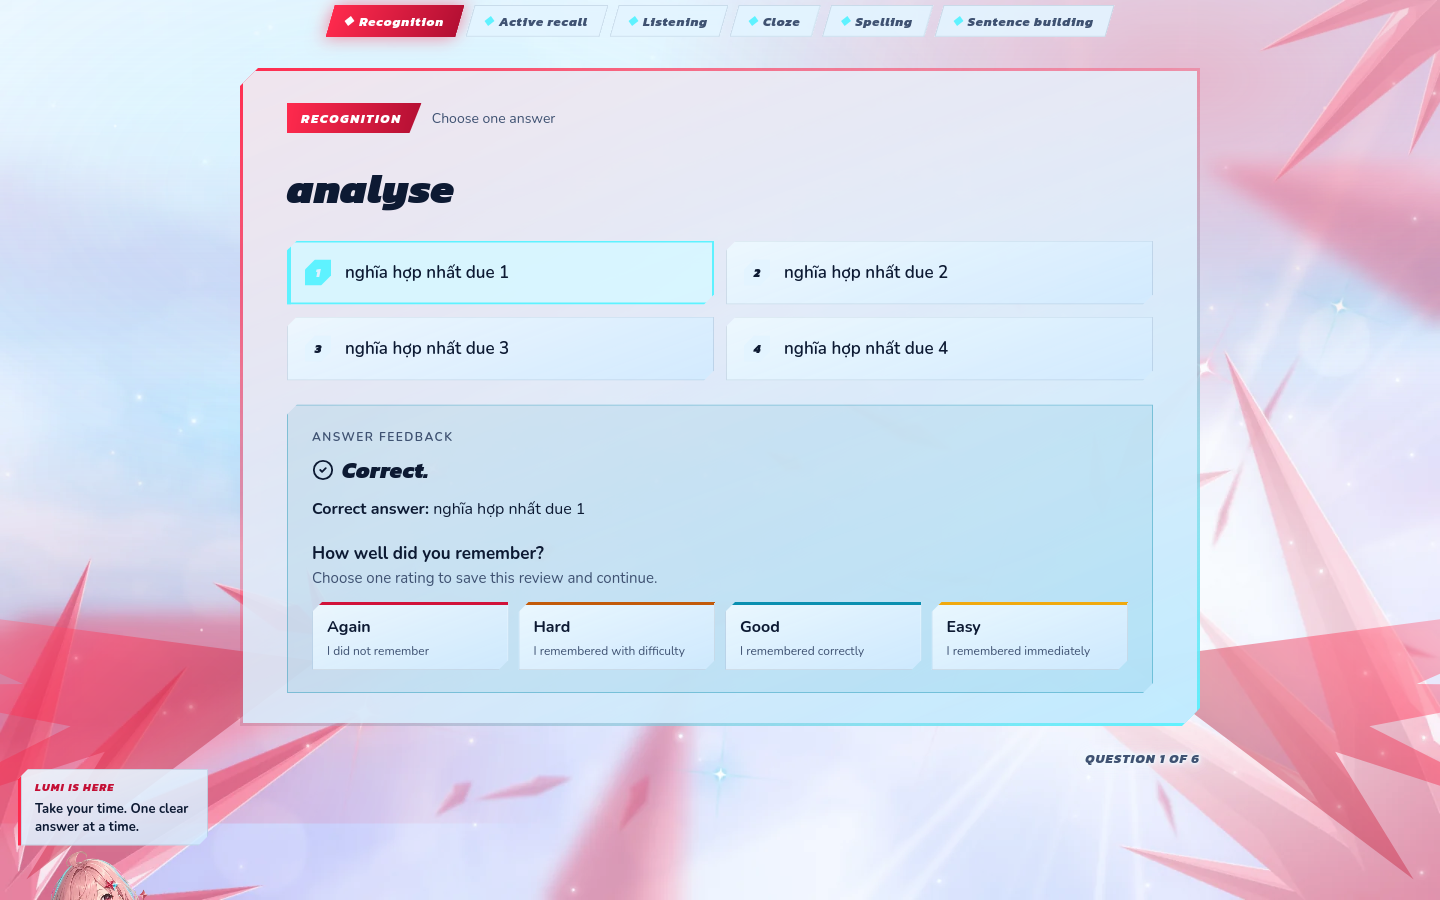 Recognition
Active recall
Listening
Cloze
Spelling
Sentence building
RECOGNITION
Choose one answer
analyse
1 nghĩa hợp nhất due 1
2 nghĩa hợp nhất due 2
3 nghĩa hợp nhất due 3
4 nghĩa hợp nhất due 4
ANSWER FEEDBACK
Correct.
Correct answer: nghĩa hợp nhất due 1
How well did you remember?
Choose one rating to save this review and continue.
Again
I did not remember
Hard
I remembered with difficulty
Good
I remembered correctly
Easy
I remembered immediately
QUESTION 1 OF 6
LUMI IS HERE
Take your time. One clear
answer at a time.